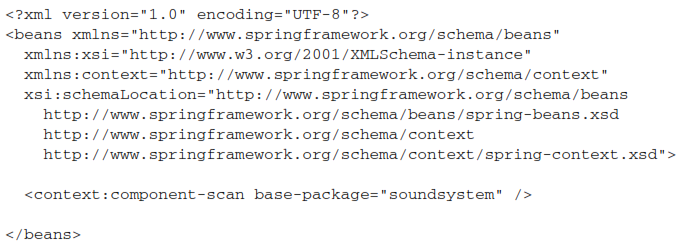 <?xml version="1.0" encoding="UTF-8"?>
<beans xmlns="http://www.springframework.org/schema/beans"
  xmlns:xsi="http://www.w3.org/2001/XMLSchema-instance"
  xmlns:context="http://www.springframework.org/schema/context"
  xsi:schemaLocation="http://www.springframework.org/schema/beans
    http://www.springframework.org/schema/beans/spring-beans.xsd
    http://www.springframework.org/schema/context
    http://www.springframework.org/schema/context/spring-context.xsd">

  <context:component-scan base-package="soundsystem" />

</beans>